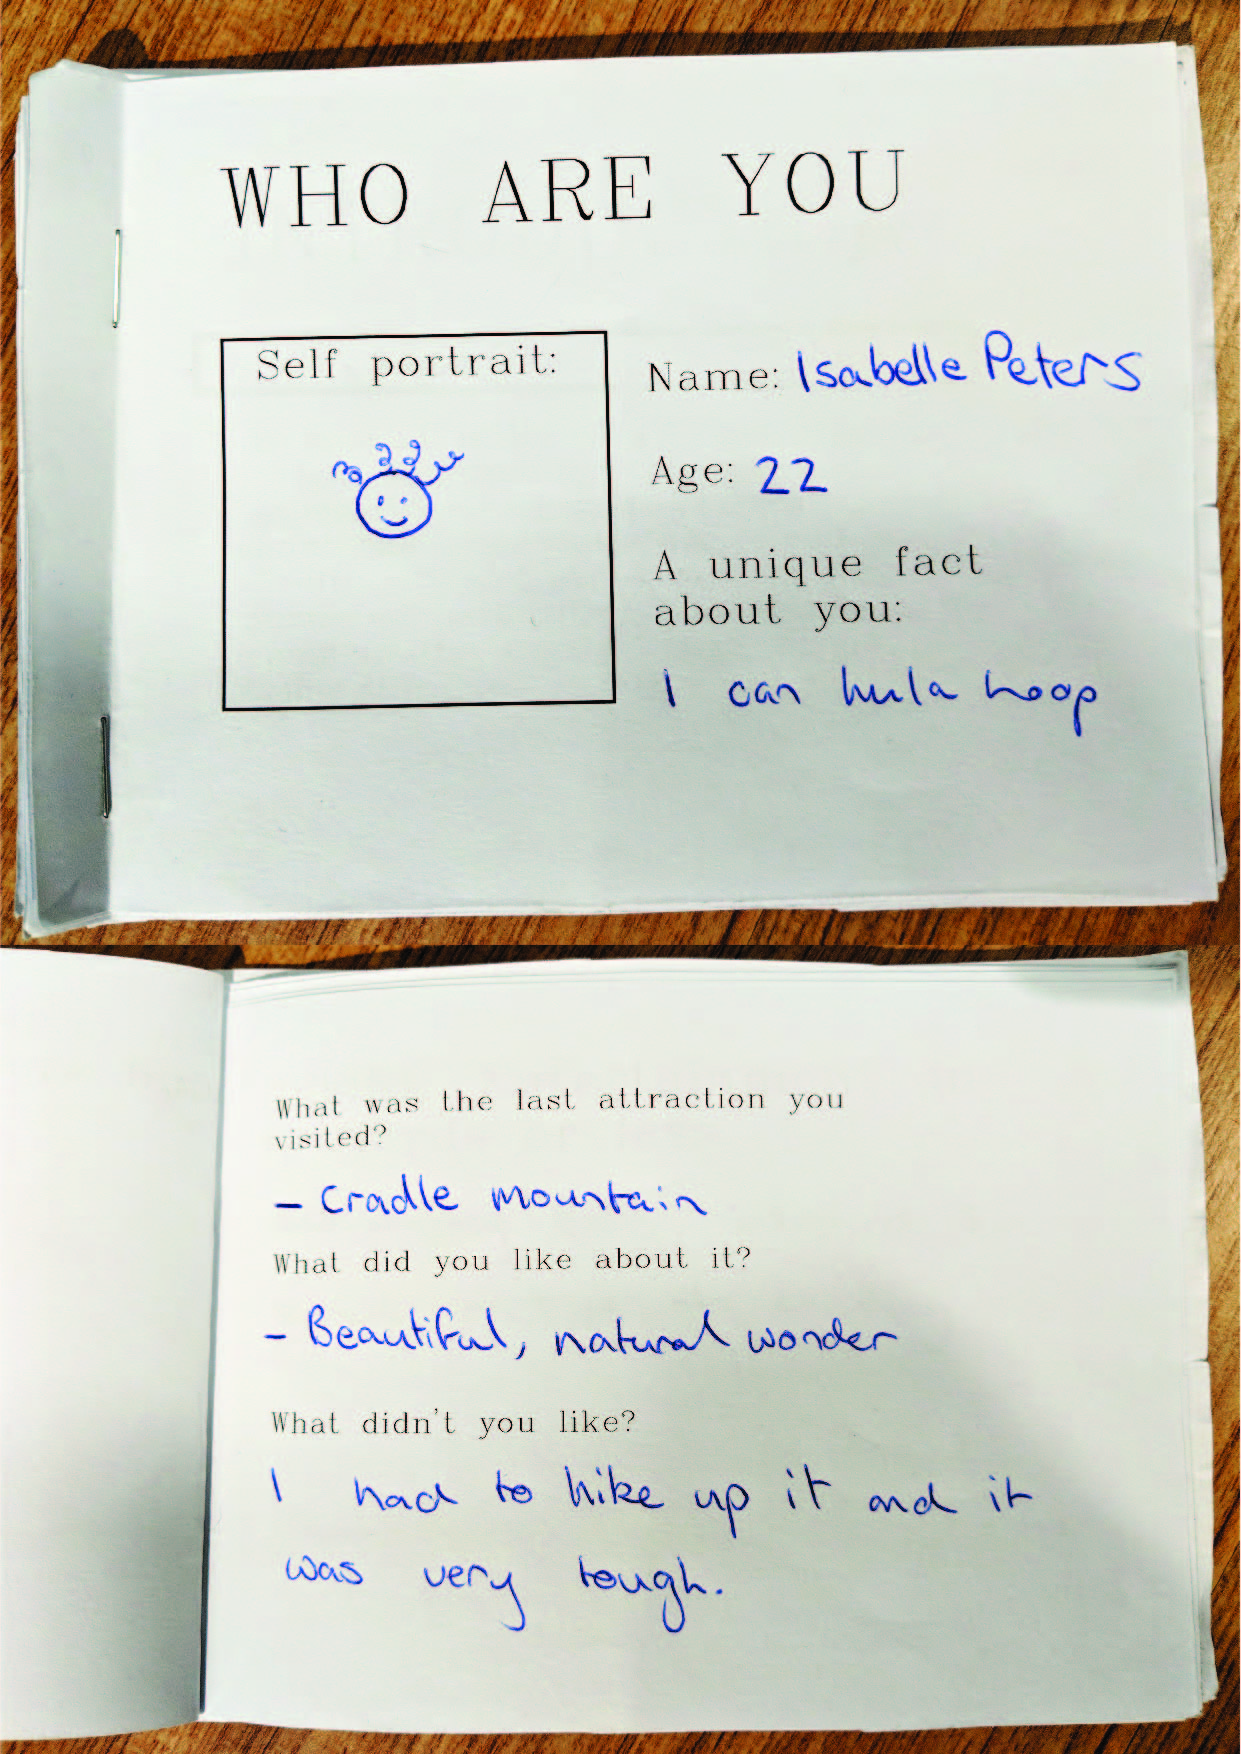 WHO ARE YOU
Self portrait:
Name: Isabelle Peters
Age: 22
A unique fact
about you:
I can hula hoop
What was the last attraction you
visited?
- Cradle mountain
What did you like about it?
- Beautiful, natural wonder
What didn't you like?
I had to hike up it and it
was very tough.